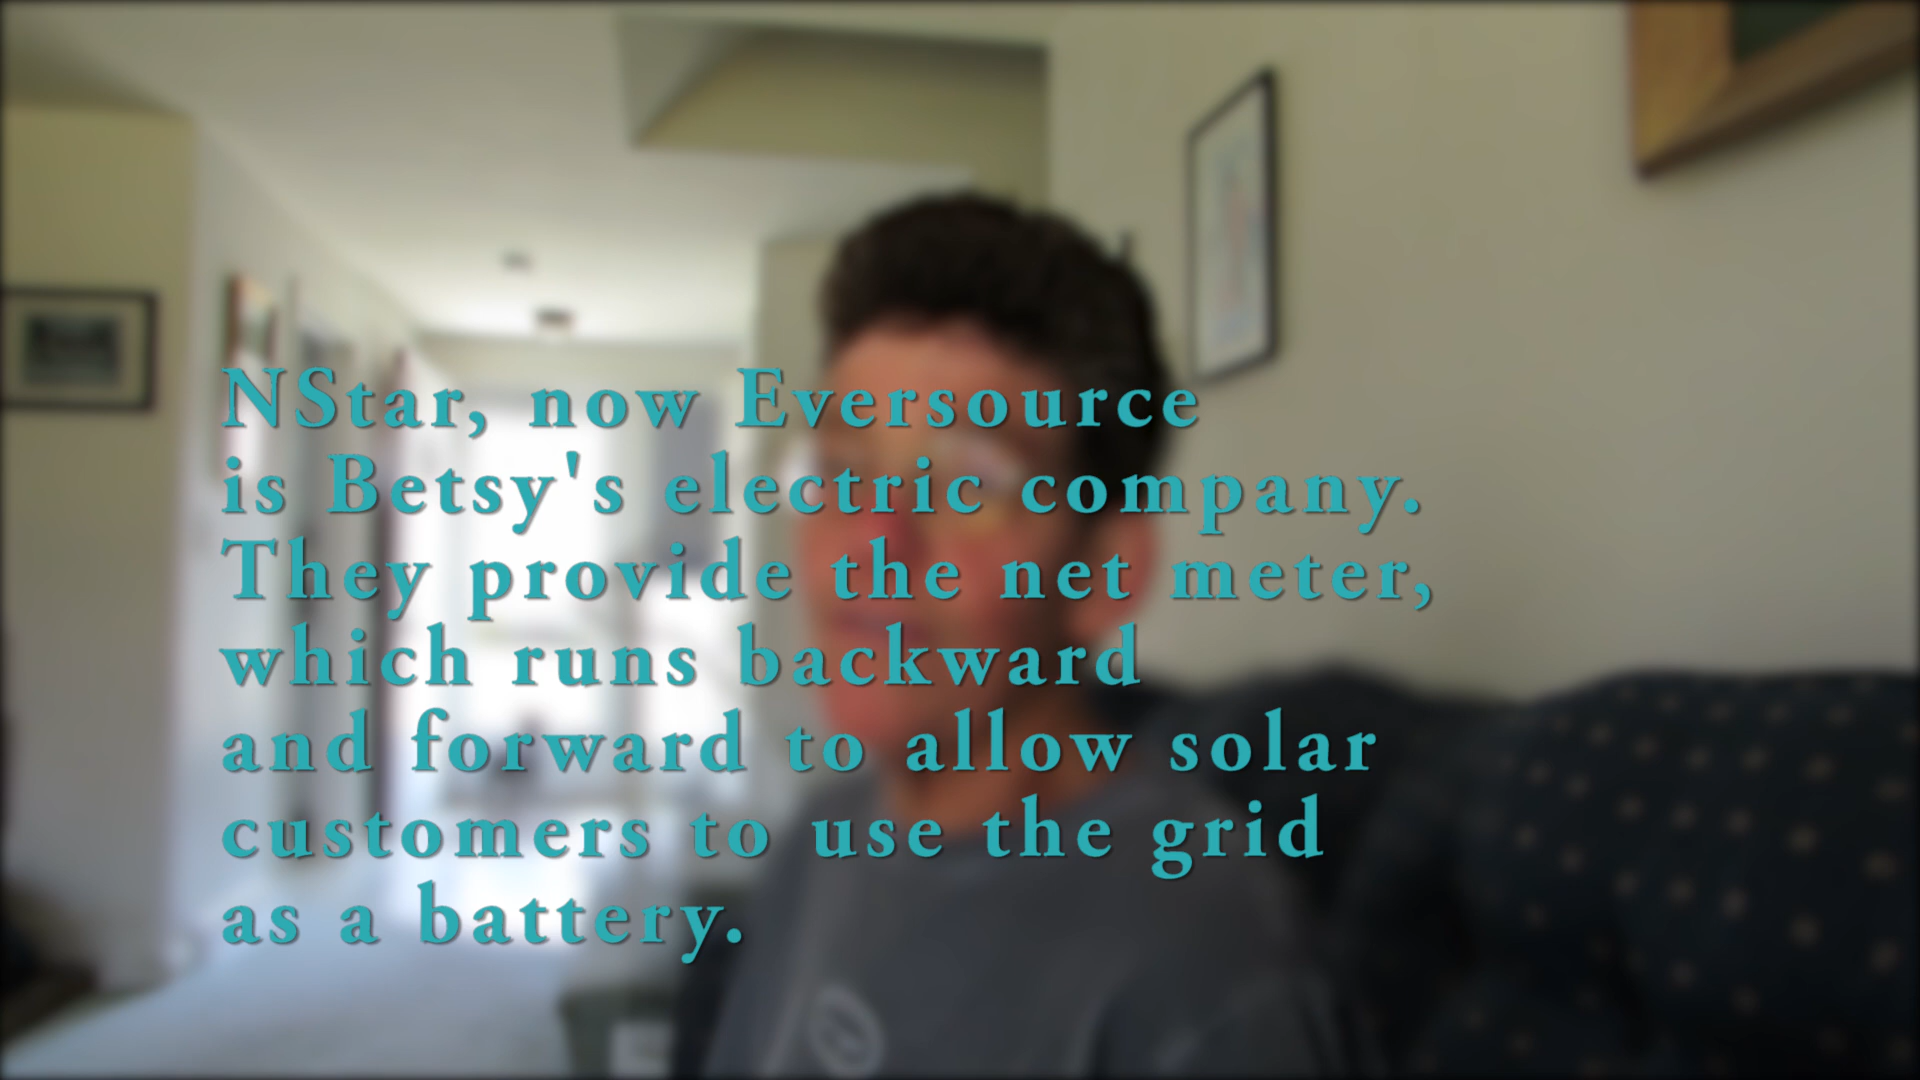 NStar, now Eversource
is Betsy's electric company.
They provide the net meter,
which runs backward
and forward to allow solar
customers to use the grid
as a battery.